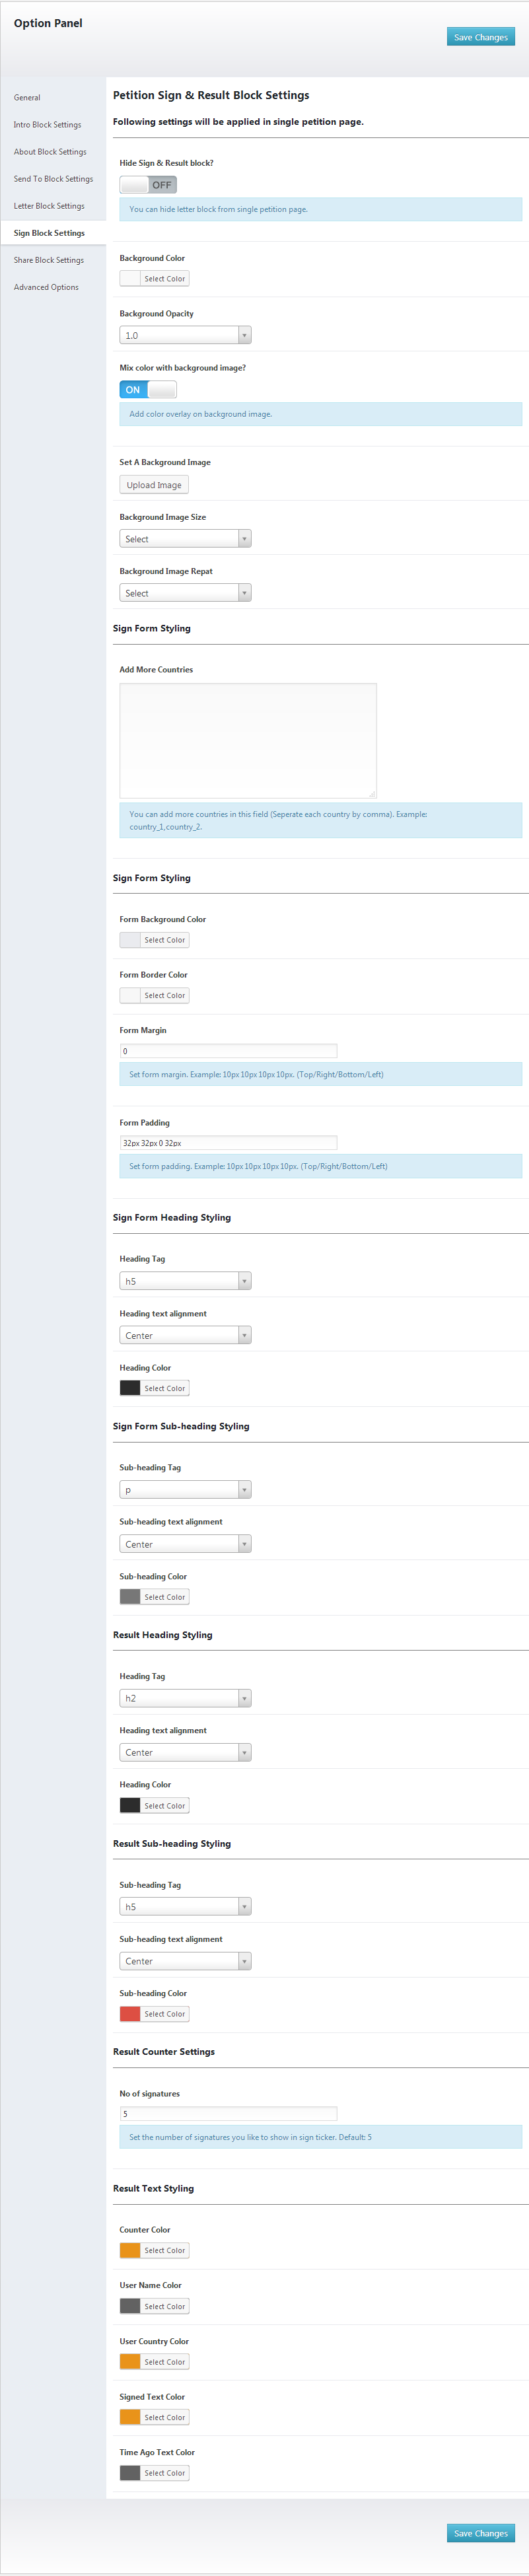 Option Panel
Save Changes
General
Intro Block Settings
About Block Settings
Send To Block Settings
Letter Block Settings
Sign Block Settings
Share Block Settings
Advanced Options
Petition Sign & Result Block Settings
Following settings will be applied in single petition page.
Hide Sign & Result block?
OFF
You can hide letter block from single petition page.
Background Color
Select Color
Background Opacity
1.0
Mix color with background image?
ON
Add color overlay on background image.
Set A Background Image
Upload Image
Background Image Size
Select
Background Image Repat
Select
Sign Form Styling
Add More Countries
You can add more countries in this field (Seperate each country by comma). Example:
country_1,country_2.
Sign Form Styling
Form Background Color
Select Color
Form Border Color
Select Color
Form Margin
0
Set form margin. Example: 10px 10px 10px 10px. (Top/Right/Bottom/Left)
Form Padding
32px 32px 0 32px
Set form padding. Example: 10px 10px 10px 10px. (Top/Right/Bottom/Left)
Sign Form Heading Styling
Heading Tag
h5
Heading text alignment
Center
Heading Color
Select Color
Sign Form Sub-heading Styling
Sub-heading Tag
p
Sub-heading text alignment
Center
Sub-heading Color
Select Color
Result Heading Styling
Heading Tag
h2
Heading text alignment
Center
Heading Color
Select Color
Result Sub-heading Styling
Sub-heading Tag
h5
Sub-heading text alignment
Center
Sub-heading Color
Select Color
Result Counter Settings
No of signatures
5
Set the number of signatures you like to show in sign ticker. Default: 5
Result Text Styling
Counter Color
Select Color
User Name Color
Select Color
User Country Color
Select Color
Signed Text Color
Select Color
Time Ago Text Color
Select Color
Save Changes